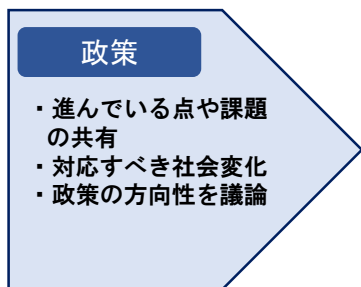 政策
・進んでいる点や課題
の共有
・対応すべき社会変化
・政策の方向性を議論